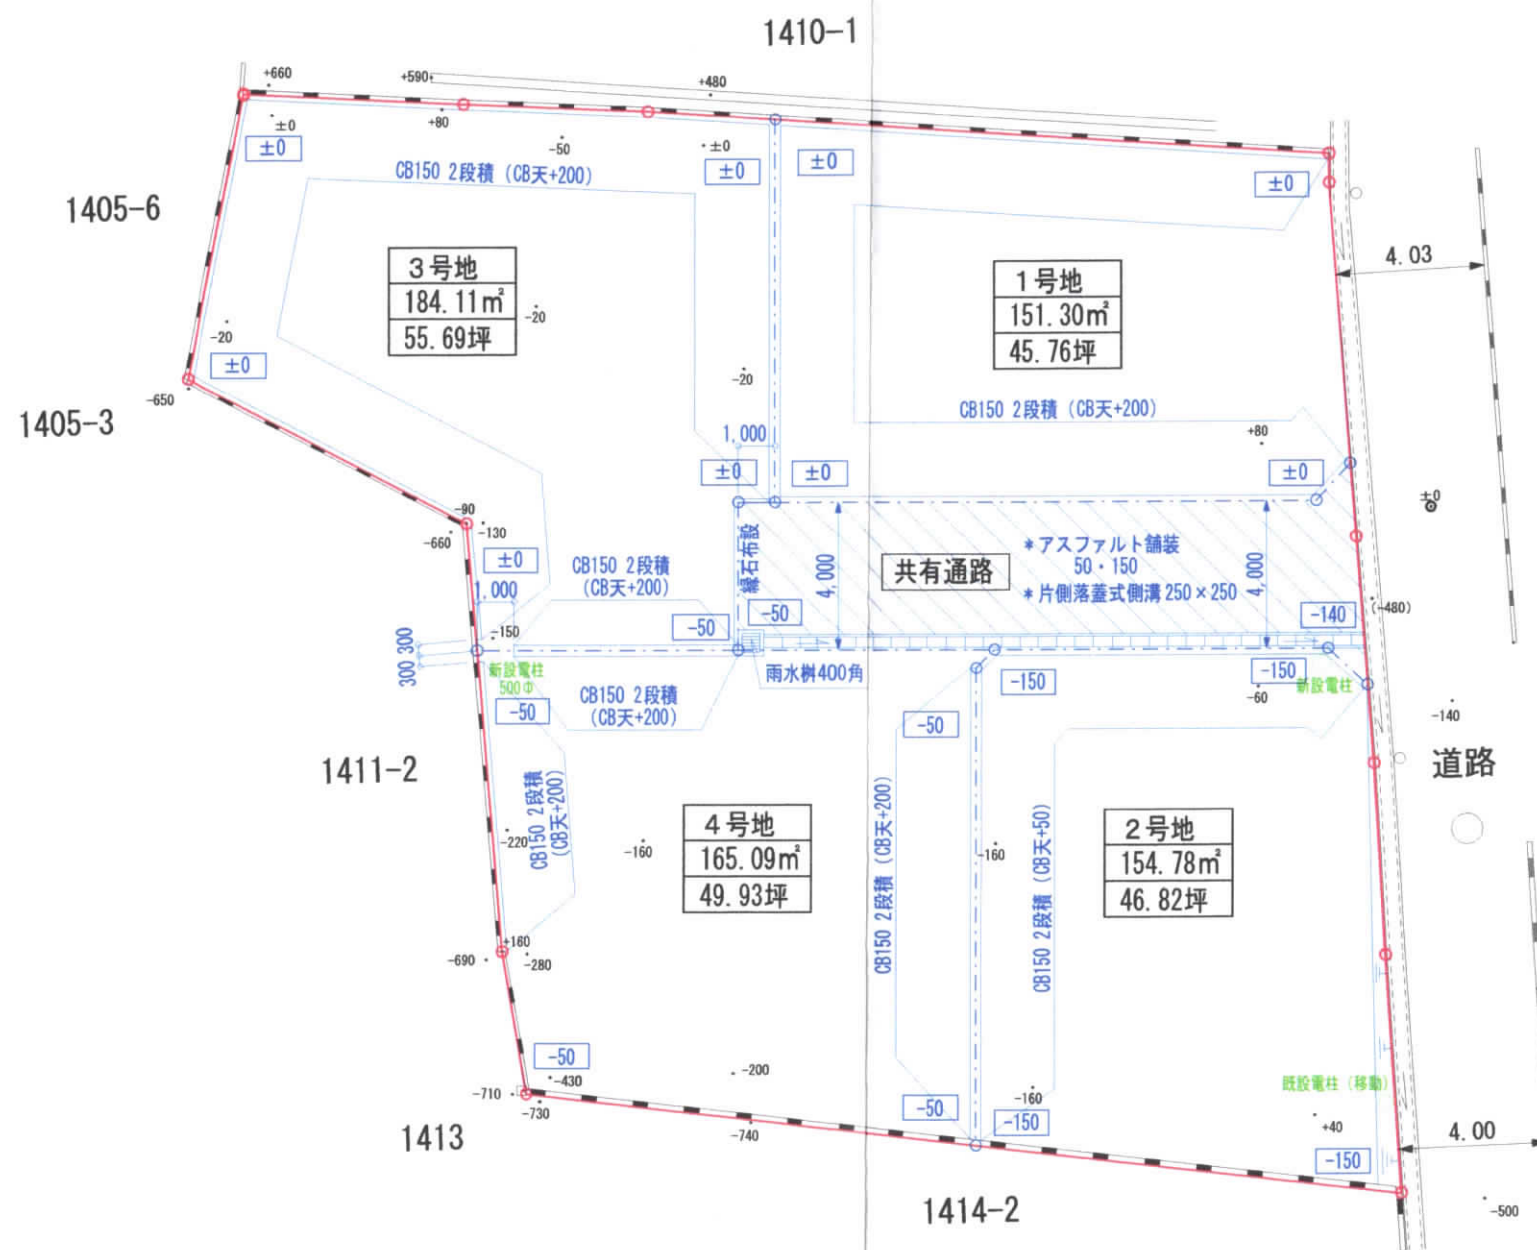 1410-1
+660
+590
+480
±0
+80
-50
±0
±0
±0
±0
±0
CB150 2段積 (CB天+200)
1405-6
4.03
3号地
184.11㎡
55.69坪
-20
1号地
151.30㎡
45.76坪
-20
±0
-20
-650
1405-3
CB150 2段積 (CB天+200)
+80
1,000
±0
±0
±0
±0
-90
-130
-660
±0
1,000
CB150 2段積
(CB天+200)
縁石布設
4,000
共有通路
*アスファルト舗装
50・150
*片側落蓋式側溝250×250
4,000
-50
-50
-140
(-480)
300 300
-150
新設電柱
500Φ
-50
CB150 2段積
(CB天+200)
雨水桝400角
-150
-150
-60
新設電柱
-50
-140
道路
1411-2
CB150 2段積
(CB天+200)
-220
-160
4号地
165.09㎡
49.93坪
CB150 2段積 (CB天+200)
-160
CB150 2段積 (CB天+50)
2号地
154.78㎡
46.82坪
+160
-690
-280
-50
-430
-710
-730
-200
-740
-50
-160
-150
既設電柱(移動)
+40
-150
4.00
1413
1414-2
-500